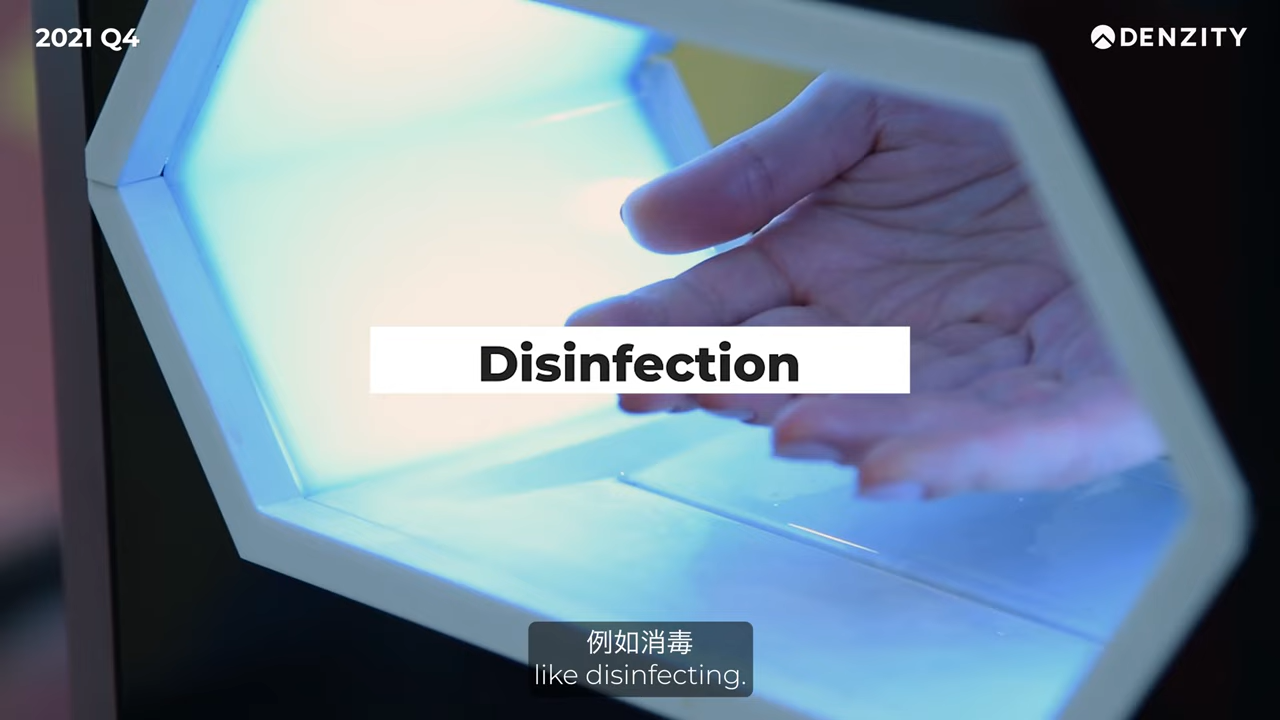 2021 Q4
DENZITY
Disinfection
例如消毒
like disinfecting.